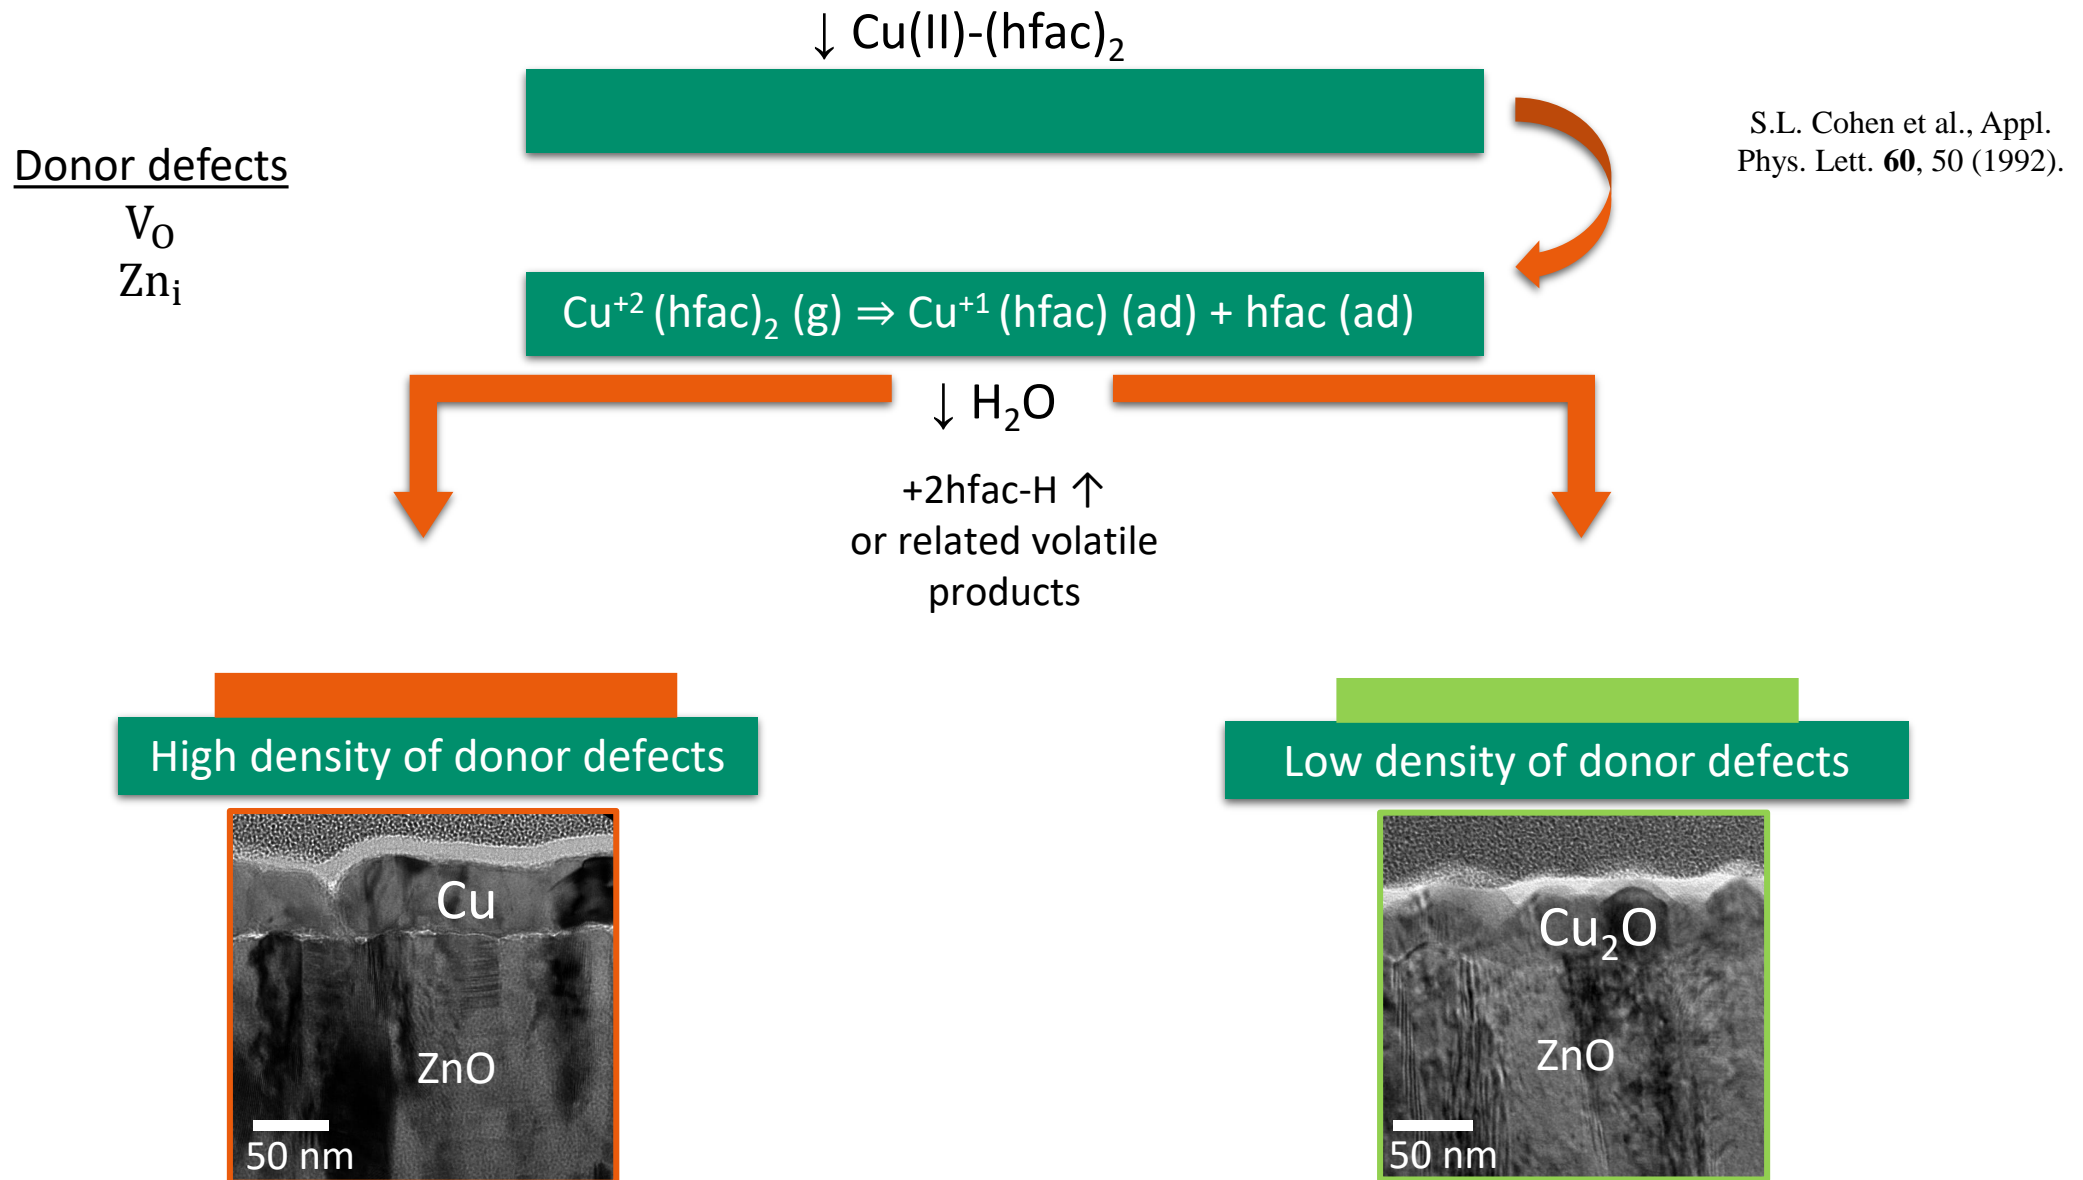 ↓ Cu(II)-(hfac)₂
S.L. Cohen et al., Appl.
Phys. Lett. 60, 50 (1992).
Donor defects
V_O
Zn_i
Cu⁺² (hfac)₂ (g) ⇒ Cu⁺¹ (hfac) (ad) + hfac (ad)
↓ H₂O
+2hfac-H ↑
or related volatile
products
High density of donor defects
Low density of donor defects
Cu
ZnO
50 nm
Cu₂O
ZnO
50 nm